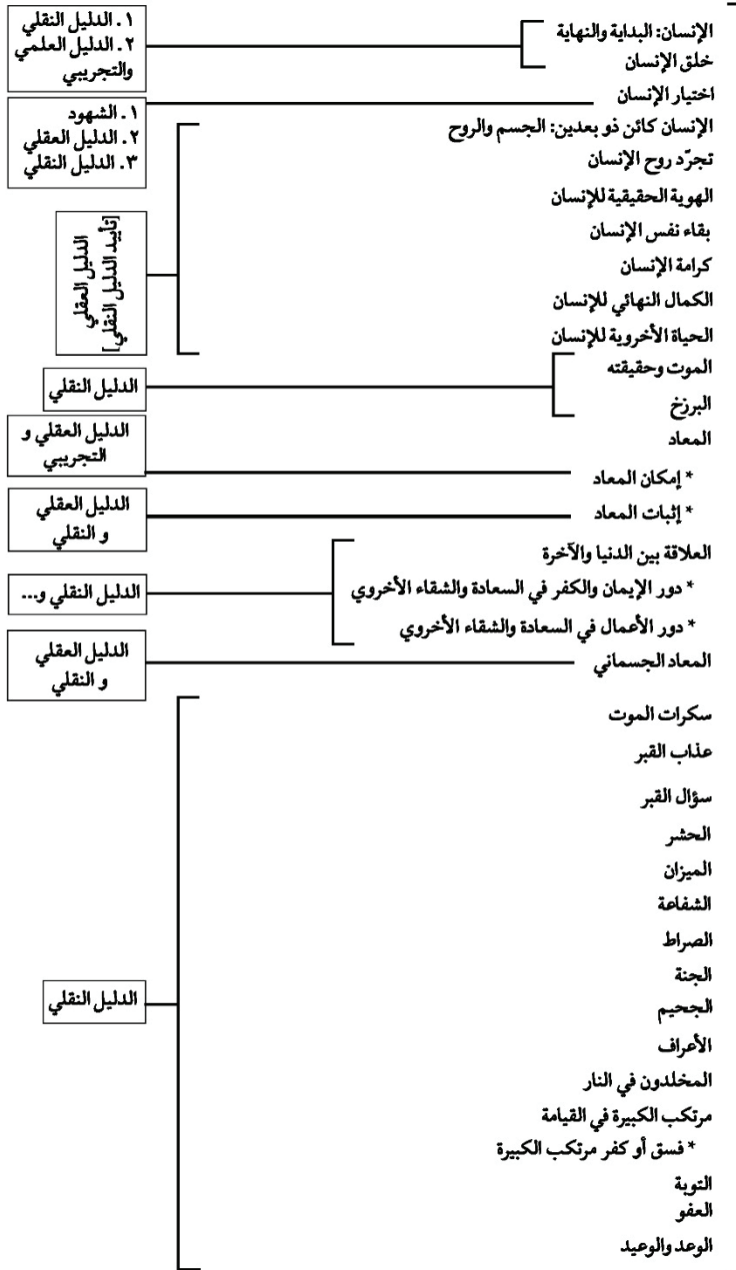 الإنسان: البداية والنهاية
خلق الإنسان
١. الدليل النقلي
٢. الدليل العلمي
والتجريبي
اختيار الإنسان
١. الشهود
٢. الدليل العقلي
٣. الدليل النقلي
الإنسان كائن ذو بعدين: الجسم والروح
تجرّد روح الإنسان
الهوية الحقيقية للإنسان
بقاء نفس الإنسان
كرامة الإنسان
الكمال النهائي للإنسان
الحياة الأخروية للإنسان
الدليل العقلي
[تأييد الدليل النقلي]
الموت وحقيقته
البرزخ
الدليل النقلي
المعاد
* إمكان المعاد
الدليل العقلي و
التجريبي
* إثبات المعاد
الدليل العقلي
و النقلي
العلاقة بين الدنيا والآخرة
* دور الإيمان والكفر في السعادة والشقاء الأخروي
* دور الأعمال في السعادة والشقاء الأخروي
الدليل النقلي و...
المعاد الجسماني
الدليل العقلي
و النقلي
سكرات الموت
عذاب القبر
سؤال القبر
الحشر
الميزان
الشفاعة
الصراط
الجنة
الجحيم
الأعراف
المخلدون في النار
مرتكب الكبيرة في القيامة
* فسق أو كفر مرتكب الكبيرة
التوبة
العفو
الوعد والوعيد
الدليل النقلي